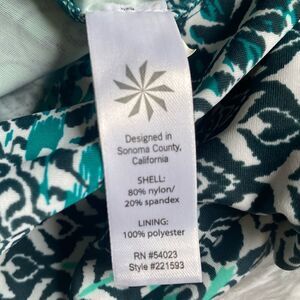 Designed in
Sonoma County,
California
SHELL:
80% nylon/
20% spandex
LINING:
100% polyester
RN #54023
Style #221593